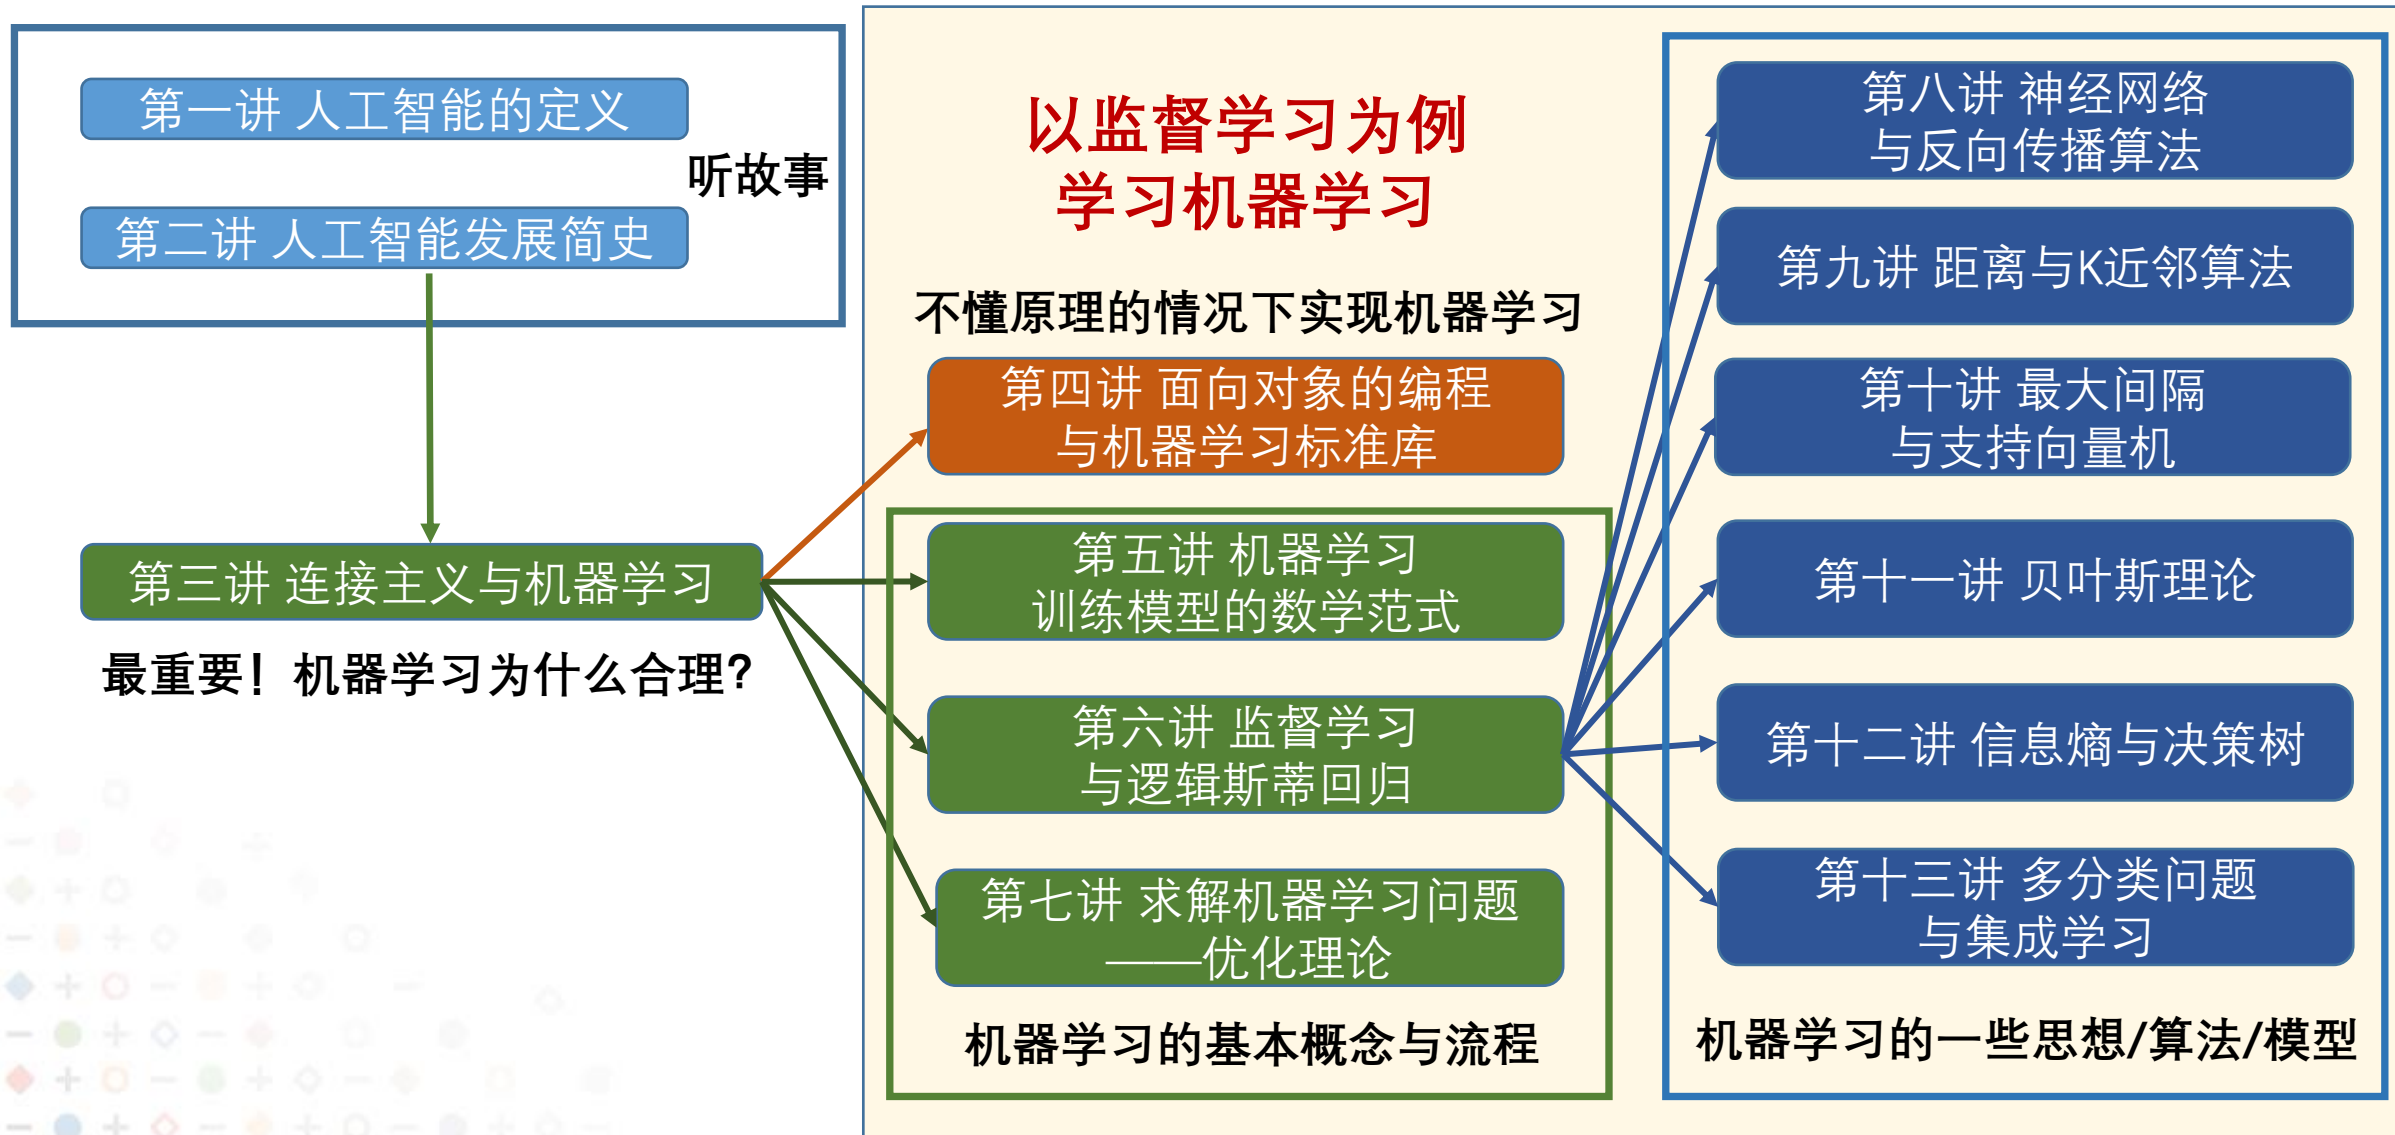 第一讲 人工智能的定义
听故事
第二讲 人工智能发展简史
第三讲 连接主义与机器学习
最重要！机器学习为什么合理？
以监督学习为例
学习机器学习
不懂原理的情况下实现机器学习
第四讲 面向对象的编程
与机器学习标准库
第五讲 机器学习
训练模型的数学范式
第六讲 监督学习
与逻辑斯蒂回归
第七讲 求解机器学习问题
——优化理论
机器学习的基本概念与流程
第八讲 神经网络
与反向传播算法
第九讲 距离与K近邻算法
第十讲 最大间隔
与支持向量机
第十一讲 贝叶斯理论
第十二讲 信息熵与决策树
第十三讲 多分类问题
与集成学习
机器学习的一些思想/算法/模型